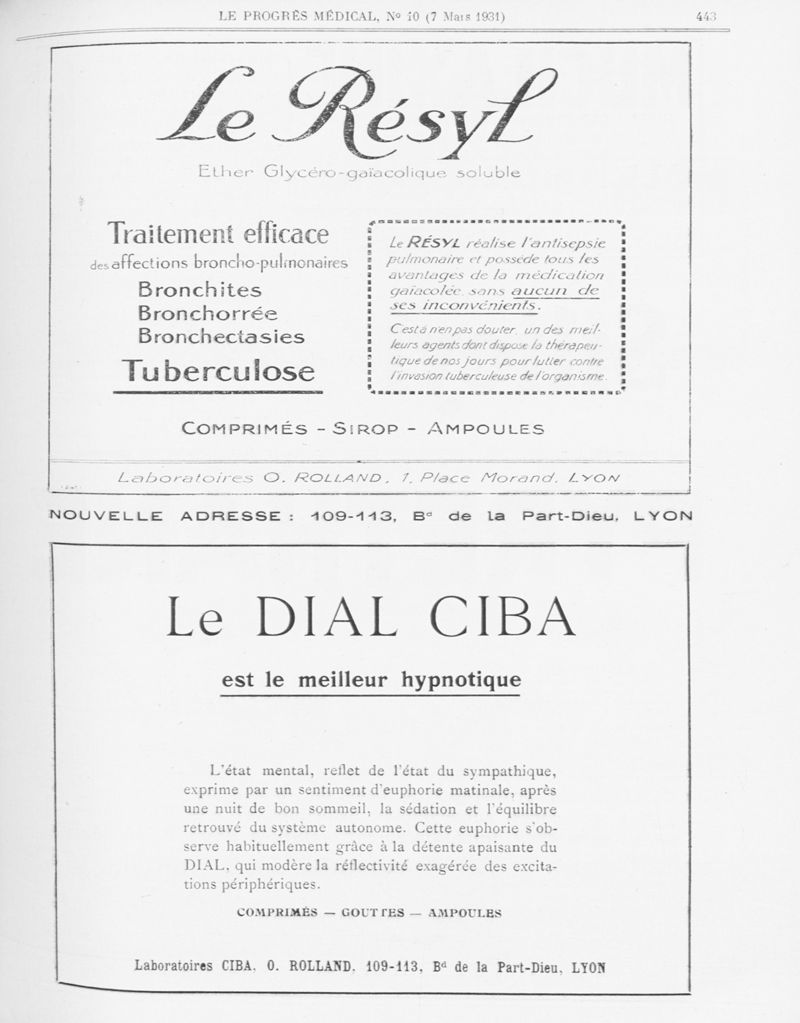 LE PROGRÈS MÉDICAL, No 10 (7 Mars 1931) 443
Le Résyl
Ether Glycéro-gaïacolique soluble
Traitement efficace
des affections broncho-pulmonaires
Bronchites
Bronchorrée
Bronchectasies
Tuberculose
Le RÉSYL réalise l'antisepsie
pulmonaire et possède tous les
avantages de la médication
gaïacolée, sans aucun de
ses inconvénients.
C'est à n'en pas douter, un des meil-
leurs agents dont dispose la thérapeu-
tique de nos jours pour lutter contre
l'invasion tuberculeuse de l'organisme.
COMPRIMÉS - SIROP - AMPOULES
Laboratoires O. ROLLAND, 1, Place Morand, LYON
NOUVELLE ADRESSE : 109-113, Bd de la Part-Dieu, LYON
Le DIAL CIBA
est le meilleur hypnotique
L'état mental, reflet de l'état du sympathique,
exprime par un sentiment d'euphorie matinale, après
une nuit de bon sommeil, la sédation et l'équilibre
retrouvé du système autonome. Cette euphorie s'ob-
serve habituellement grâce à la détente apaisante du
DIAL, qui modère la réflectivité exagérée des excita-
tions périphériques.
COMPRIMÉS — GOUTTES — AMPOULES
Laboratoires CIBA, O. ROLLAND, 109-113, Bd de la Part-Dieu, LYON